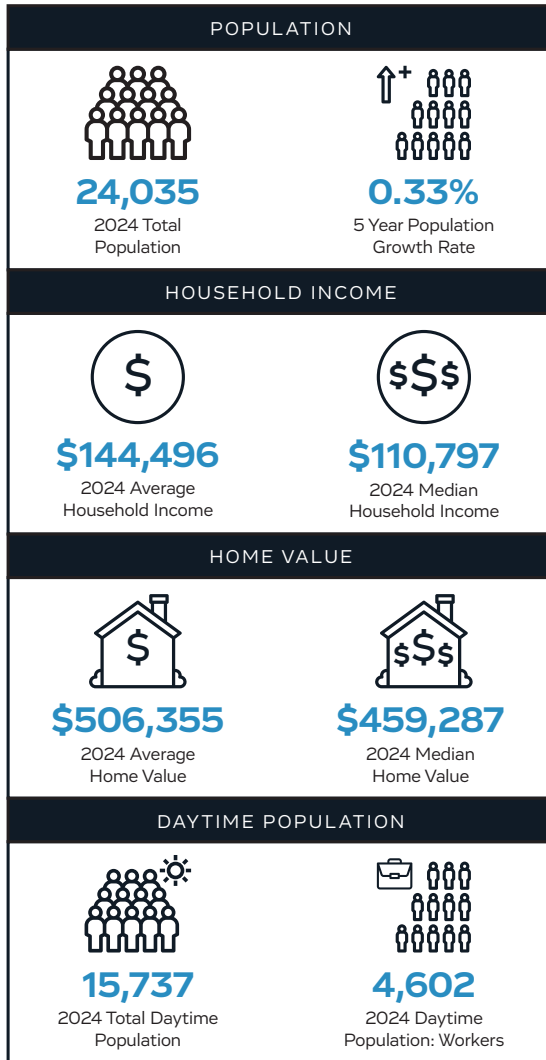 POPULATION
24,035
2024 Total
Population
0.33%
5 Year Population
Growth Rate
HOUSEHOLD INCOME
$
$144,496
2024 Average
Household Income
$$$
$110,797
2024 Median
Household Income
HOME VALUE
$
$506,355
2024 Average
Home Value
$$$
$459,287
2024 Median
Home Value
DAYTIME POPULATION
15,737
2024 Total Daytime
Population
4,602
2024 Daytime
Population: Workers